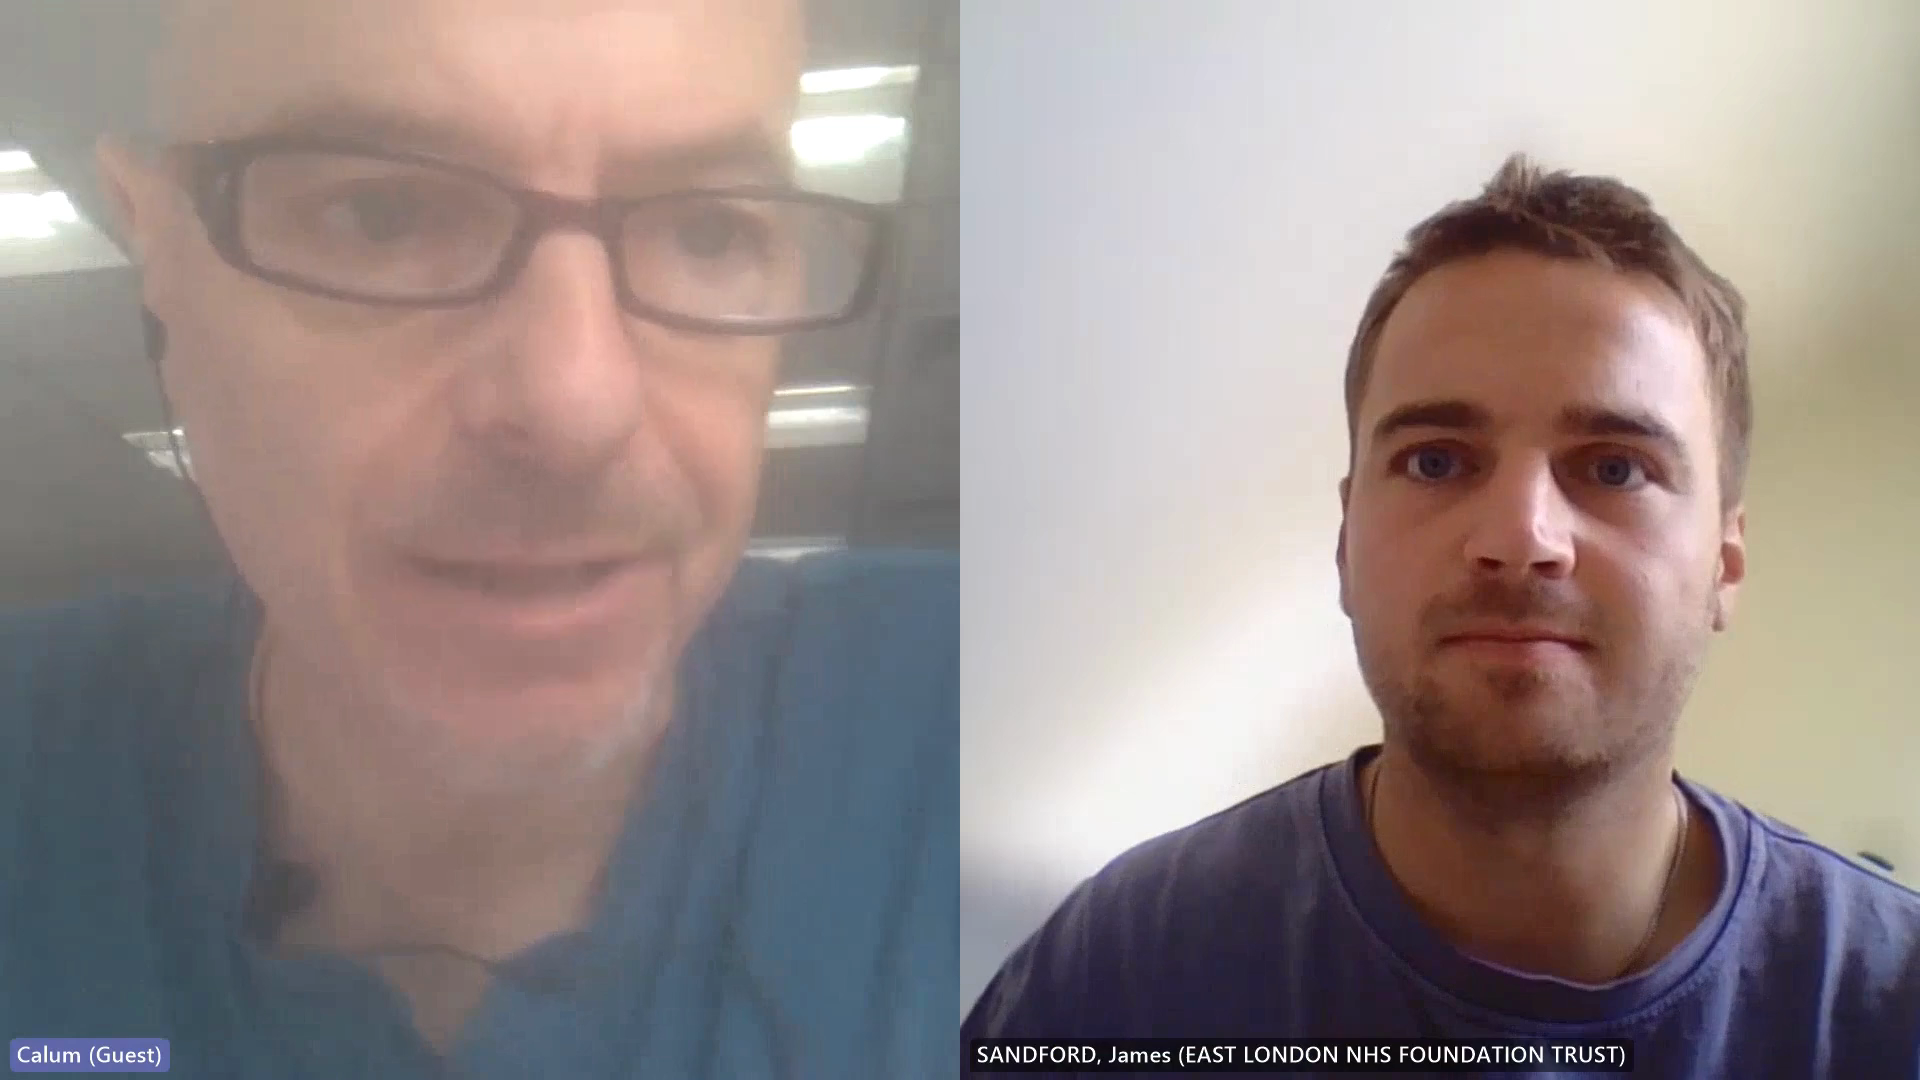 Calum (Guest)
SANDFORD, James (EAST LONDON NHS FOUNDATION TRUST)